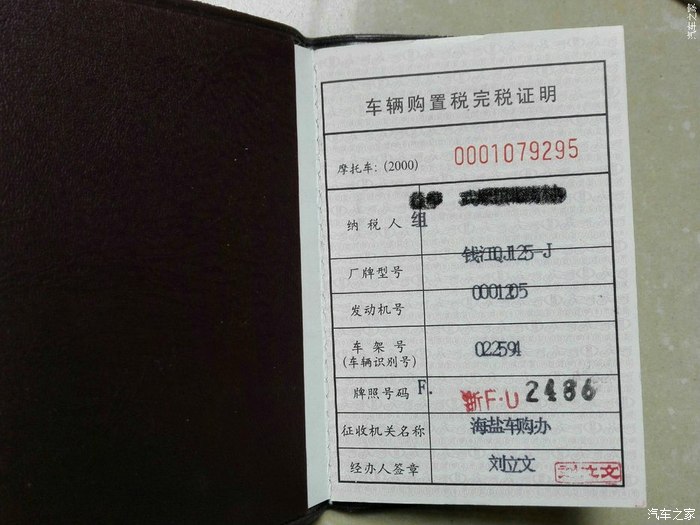 车辆购置税完税证明
摩托车：(2000) 0001079295
纳税人 组
厂牌型号 钱江QJ125-J
发动机号 0001205
车架号 022594
(车辆识别号)
牌照号码 F. 新F·U 2486
征收机关名称 海盐车购办
经办人签章 刘立文
汽车之家